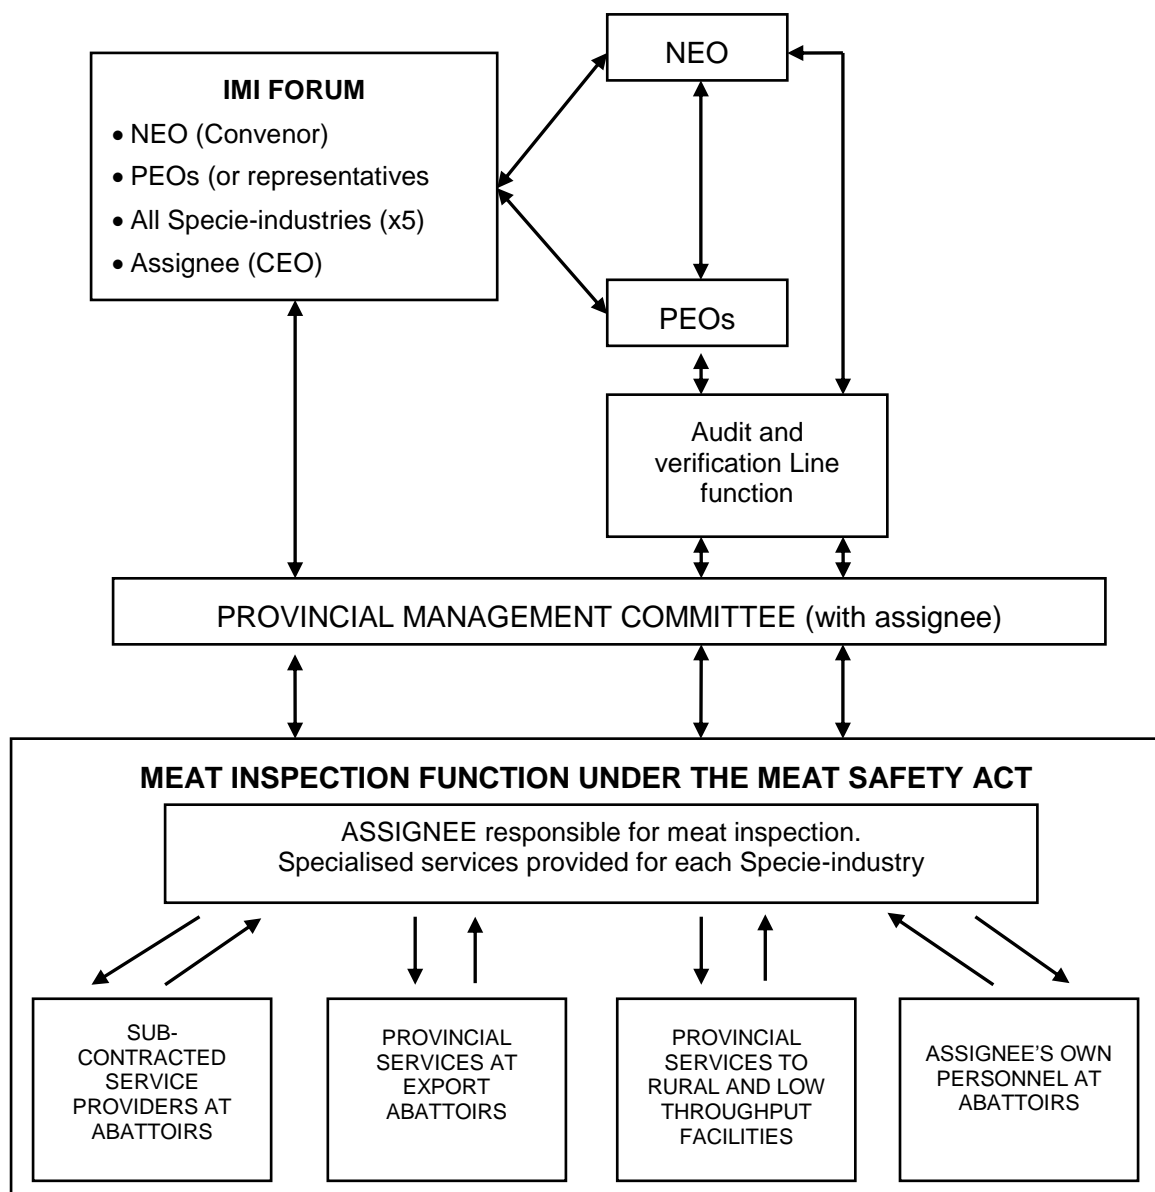 NEO
IMI FORUM
• NEO (Convenor)
• PEOs (or representatives
• All Specie-industries (x5)
• Assignee (CEO)
PEOs
Audit and
verification Line
function
PROVINCIAL MANAGEMENT COMMITTEE (with assignee)
MEAT INSPECTION FUNCTION UNDER THE MEAT SAFETY ACT
ASSIGNEE responsible for meat inspection.
Specialised services provided for each Specie-industry
SUB-
CONTRACTED
SERVICE
PROVIDERS AT
ABATTOIRS
PROVINCIAL
SERVICES AT
EXPORT
ABATTOIRS
PROVINCIAL
SERVICES TO
RURAL AND LOW
THROUGHPUT
FACILITIES
ASSIGNEE’S OWN
PERSONNEL AT
ABATTOIRS